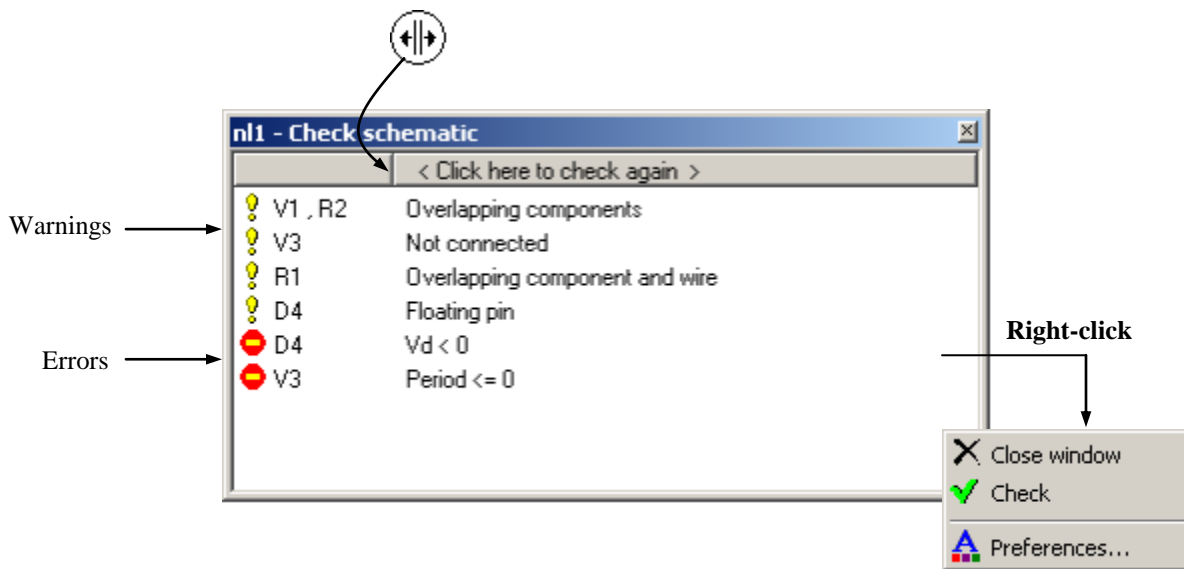 nl1 - Check schematic
< Click here to check again >
V1 , R2 Overlapping components
Warnings
V3 Not connected
R1 Overlapping component and wire
D4 Floating pin
Right-click
D4 Vd < 0
Errors
V3 Period <= 0
Close window
Check
Preferences...